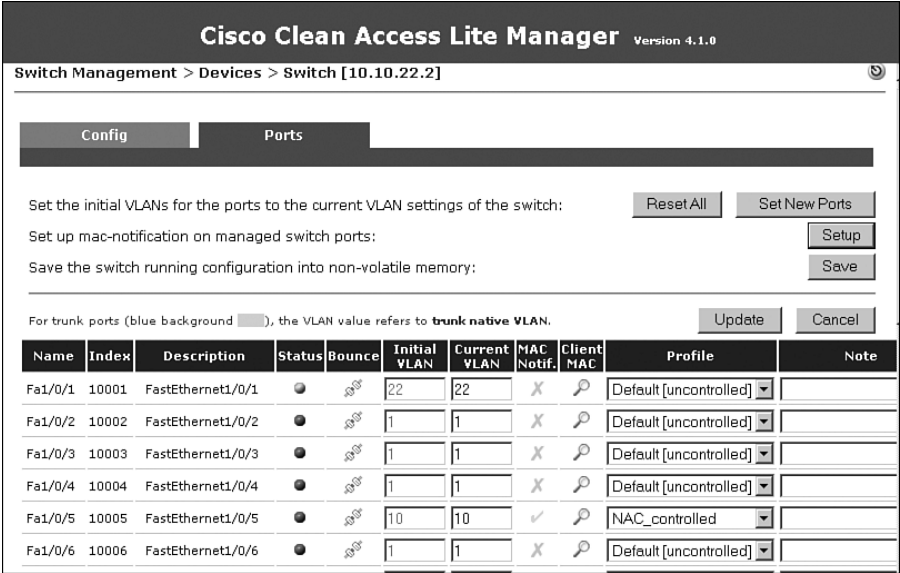 Cisco Clean Access Lite Manager Version 4.1.0
Switch Management > Devices > Switch [10.10.22.2]
Config Ports
Set the initial VLANs for the ports to the current VLAN settings of the switch: Reset All Set New Ports
Set up mac-notification on managed switch ports: Setup
Save the switch running configuration into non-volatile memory: Save
For trunk ports (blue background ), the VLAN value refers to trunk native VLAN. Update Cancel
Name Index Description Status Bounce Initial VLAN Current VLAN MAC Notif. Client MAC Profile Note
Fa1/0/1 10001 FastEthernet1/0/1 22 22 Default [uncontrolled]
Fa1/0/2 10002 FastEthernet1/0/2 1 1 Default [uncontrolled]
Fa1/0/3 10003 FastEthernet1/0/3 1 1 Default [uncontrolled]
Fa1/0/4 10004 FastEthernet1/0/4 1 1 Default [uncontrolled]
Fa1/0/5 10005 FastEthernet1/0/5 10 10 NAC_controlled
Fa1/0/6 10006 FastEthernet1/0/6 1 1 Default [uncontrolled]